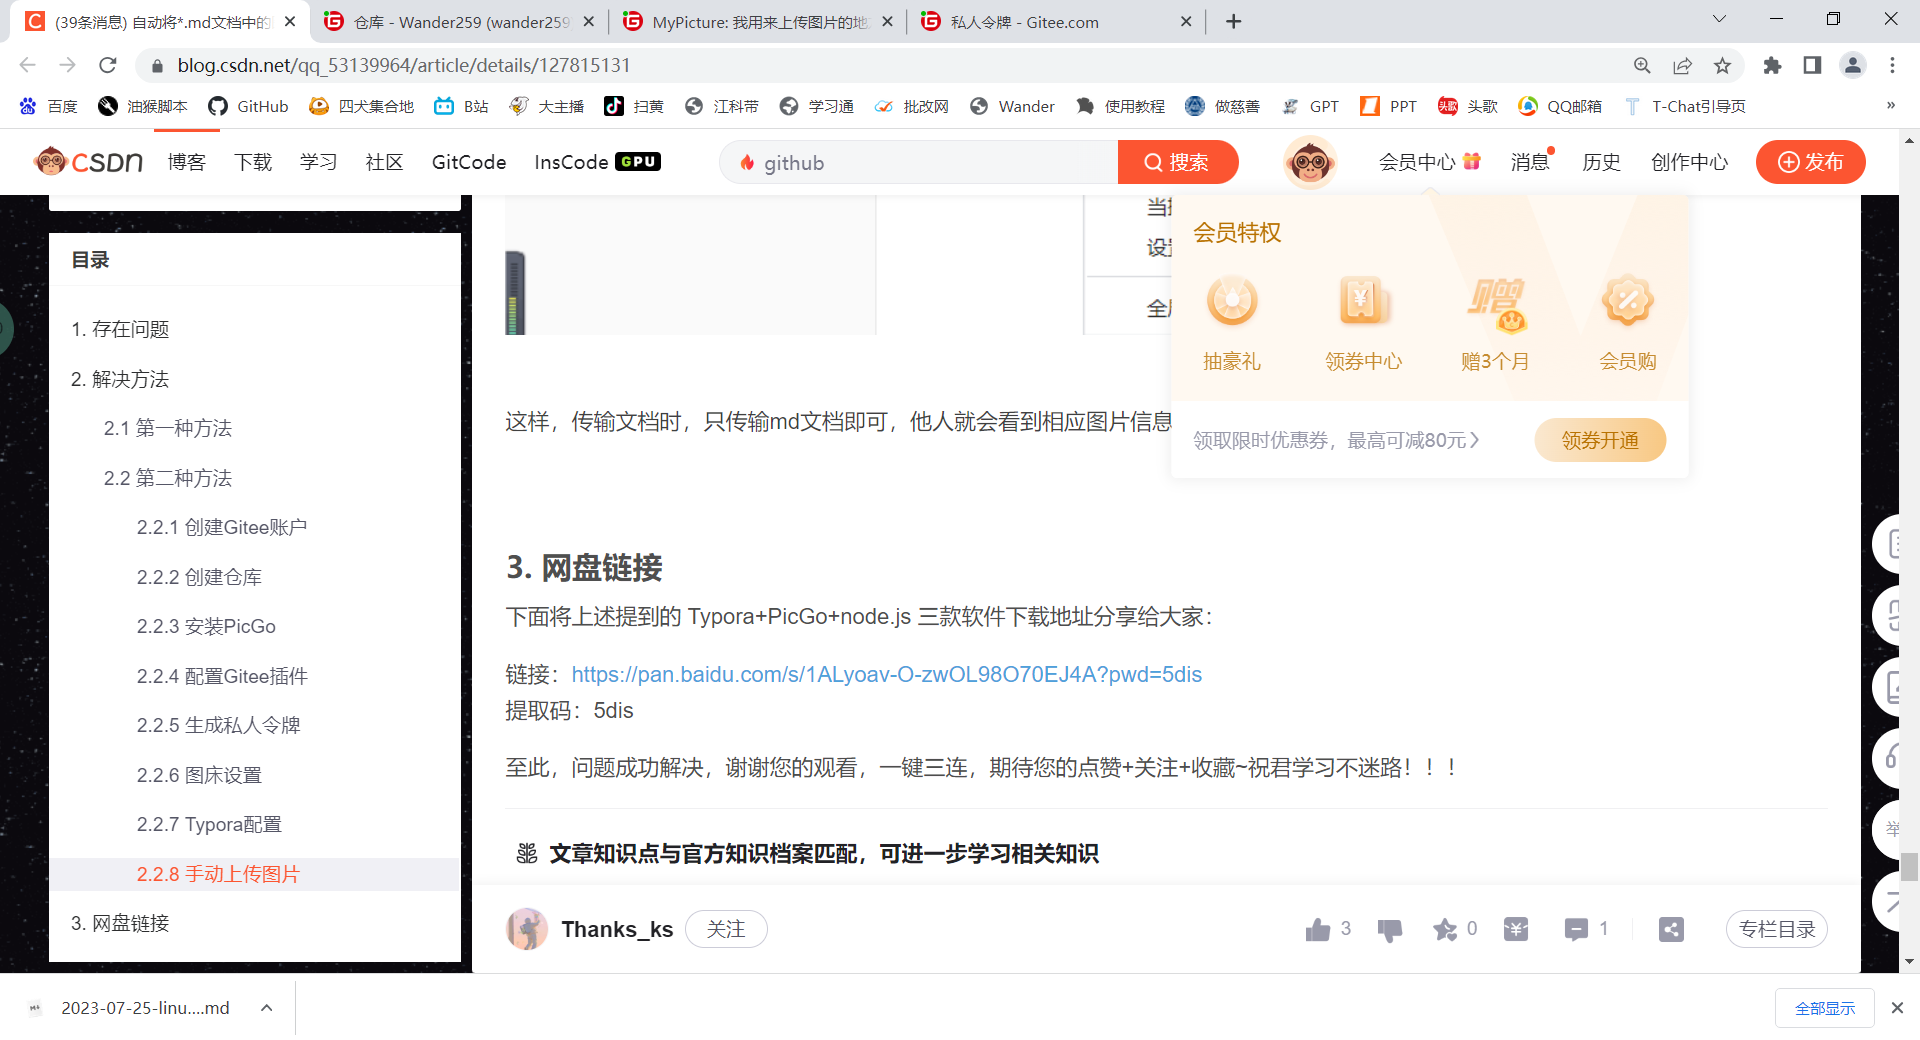 (39条消息) 自动将*.md文档中的
仓库 - Wander259 (wander259
MyPicture: 我用来上传图片的地
私人令牌 - Gitee.com
blog.csdn.net/qq_53139964/article/details/127815131
百度 油猴脚本 GitHub 四犬集合地 B站 大主播 扫黄 江科带 学习通 批改网 Wander 使用教程 做慈善 GPT PPT 头歌 QQ邮箱 T-Chat引导页 »
CSDN 博客 下载 学习 社区 GitCode InsCode GPU github 搜索 会员中心 消息 历史 创作中心 发布
目录
1. 存在问题
2. 解决方法
2.1 第一种方法
2.2 第二种方法
2.2.1 创建Gitee账户
2.2.2 创建仓库
2.2.3 安装PicGo
2.2.4 配置Gitee插件
2.2.5 生成私人令牌
2.2.6 图床设置
2.2.7 Typora配置
2.2.8 手动上传图片
3. 网盘链接
当
设
全
会员特权
抽豪礼 领券中心 赠3个月 会员购
赠
领取限时优惠券，最高可减80元
领券开通
这样，传输文档时，只传输md文档即可，他人就会看到相应图片信息
3. 网盘链接
下面将上述提到的 Typora+PicGo+node.js 三款软件下载地址分享给大家：
链接：https://pan.baidu.com/s/1ALyoav-O-zwOL98O70EJ4A?pwd=5dis
提取码：5dis
至此，问题成功解决，谢谢您的观看，一键三连，期待您的点赞+关注+收藏~祝君学习不迷路！！！
文章知识点与官方知识档案匹配，可进一步学习相关知识
Thanks_ks 关注 3 0 1 专栏目录
举
2023-07-25-linu....md
全部显示